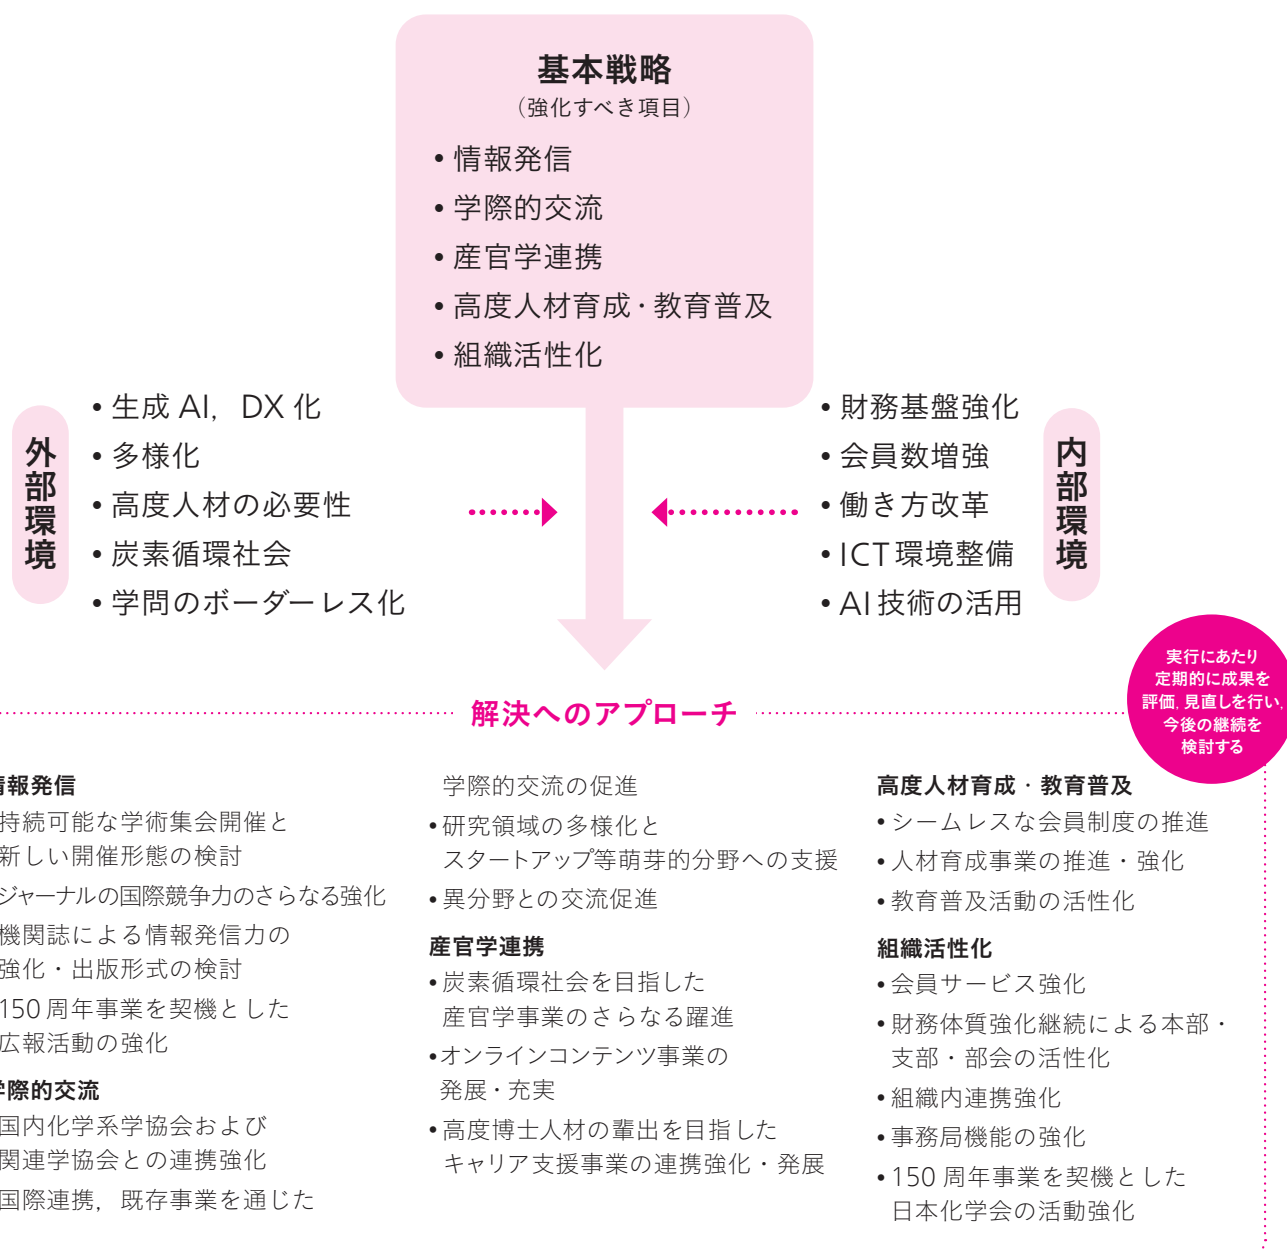 基本戦略
（強化すべき項目）
• 情報発信
• 学際的交流
• 産官学連携
• 高度人材育成・教育普及
• 組織活性化
外部環境
• 生成 AI，DX 化
• 多様化
• 高度人材の必要性
• 炭素循環社会
• 学問のボーダーレス化
• 財務基盤強化
• 会員数増強
• 働き方改革
• ICT 環境整備
• AI 技術の活用
内部環境
実行にあたり
定期的に成果を
評価，見直しを行い，
今後の継続を
検討する
解決へのアプローチ
情報発信
持続可能な学術集会開催と
新しい開催形態の検討
ジャーナルの国際競争力のさらなる強化
機関誌による情報発信力の
強化・出版形式の検討
150 周年事業を契機とした
広報活動の強化
学際的交流
国内化学系学協会および
関連学協会との連携強化
国際連携，既存事業を通じた
学際的交流の促進
• 研究領域の多様化と
スタートアップ等萌芽的分野への支援
• 異分野との交流促進
産官学連携
• 炭素循環社会を目指した
産官学事業のさらなる躍進
• オンラインコンテンツ事業の
発展・充実
• 高度博士人材の輩出を目指した
キャリア支援事業の連携強化・発展
高度人材育成・教育普及
• シームレスな会員制度の推進
• 人材育成事業の推進・強化
• 教育普及活動の活性化
組織活性化
• 会員サービス強化
• 財務体質強化継続による本部・
支部・部会の活性化
• 組織内連携強化
• 事務局機能の強化
• 150 周年事業を契機とした
日本化学会の活動強化